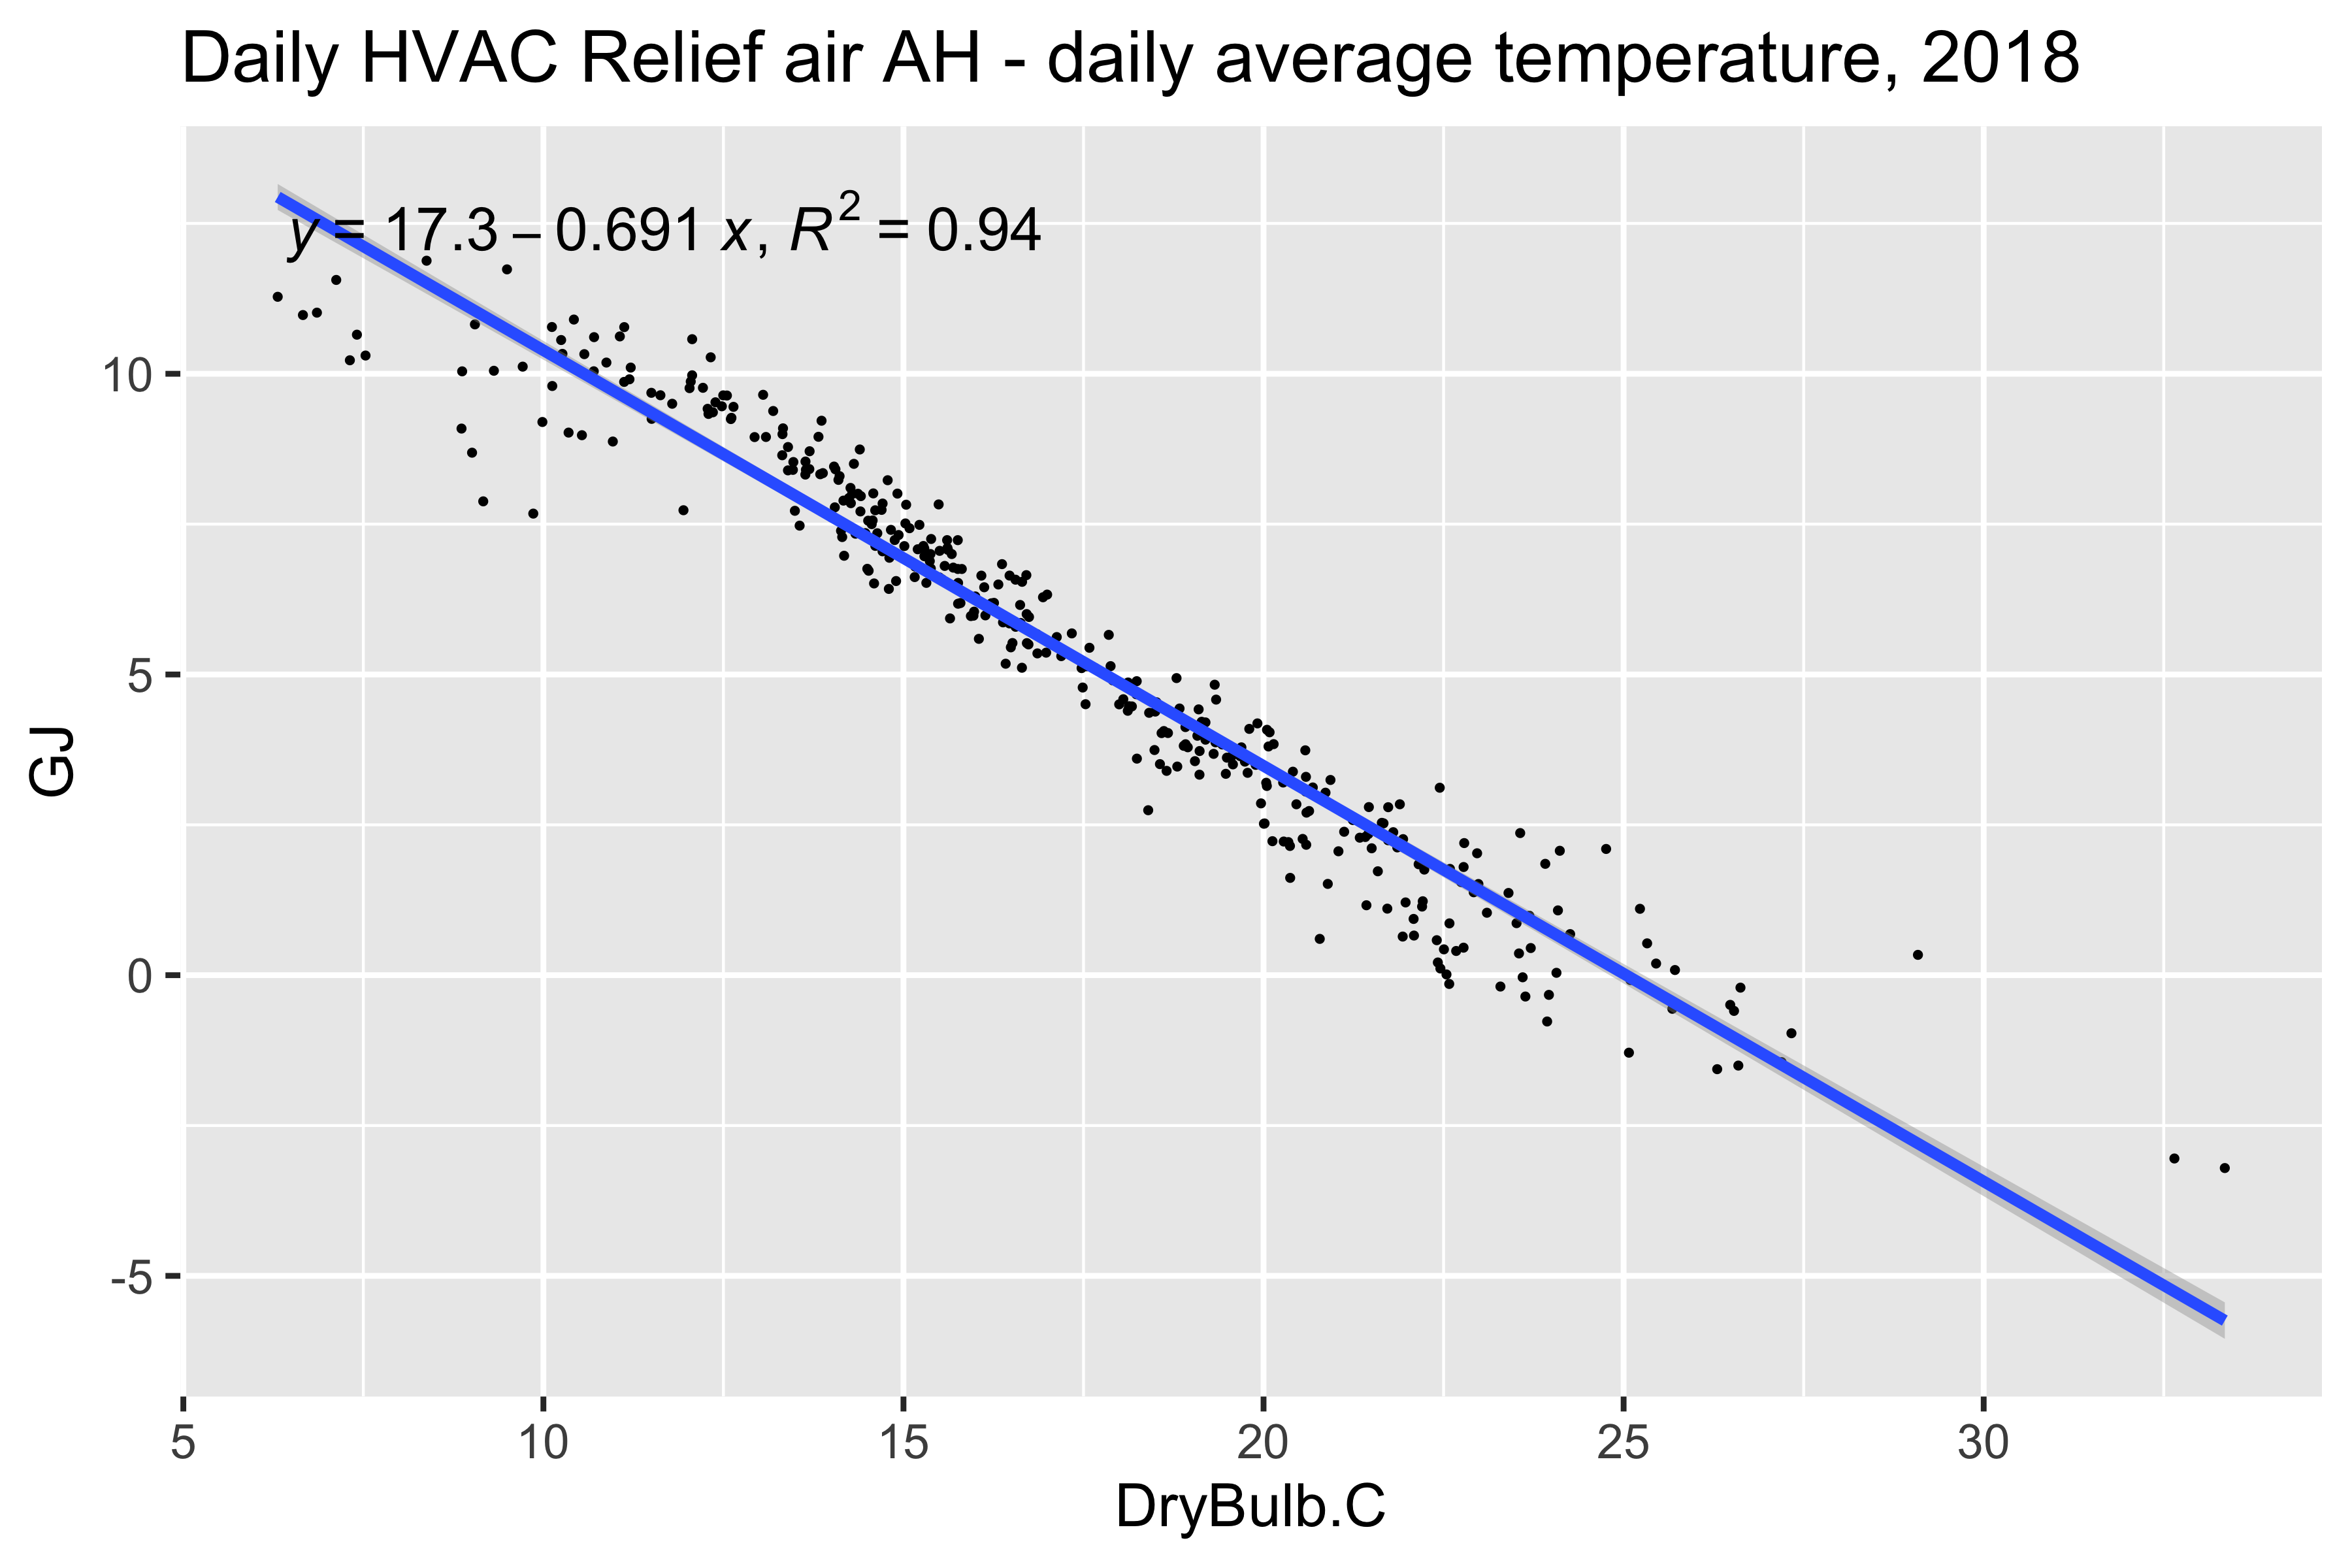 Daily HVAC Relief air AH - daily average temperature, 2018
y = 17.3 – 0.691 x, R² = 0.94
10
5
0
-5
GJ
5 10 15 20 25 30
DryBulb.C